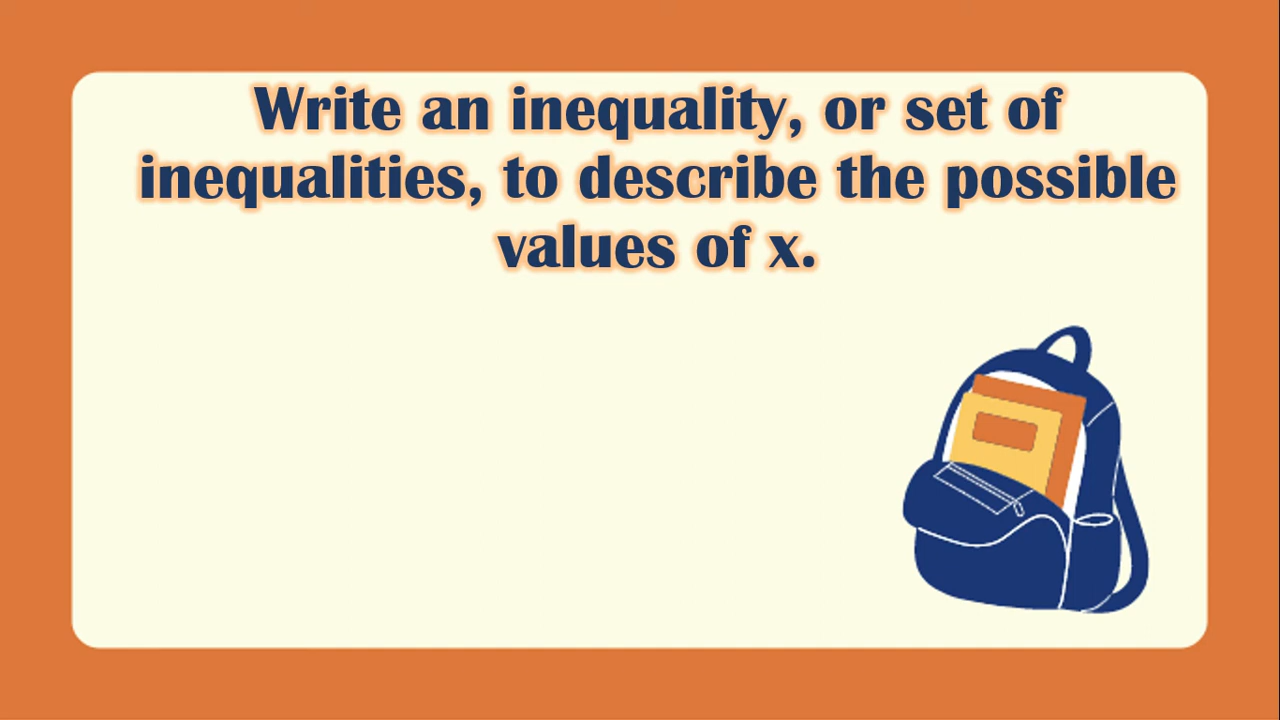 Write an inequality, or set of
inequalities, to describe the possible
values of x.